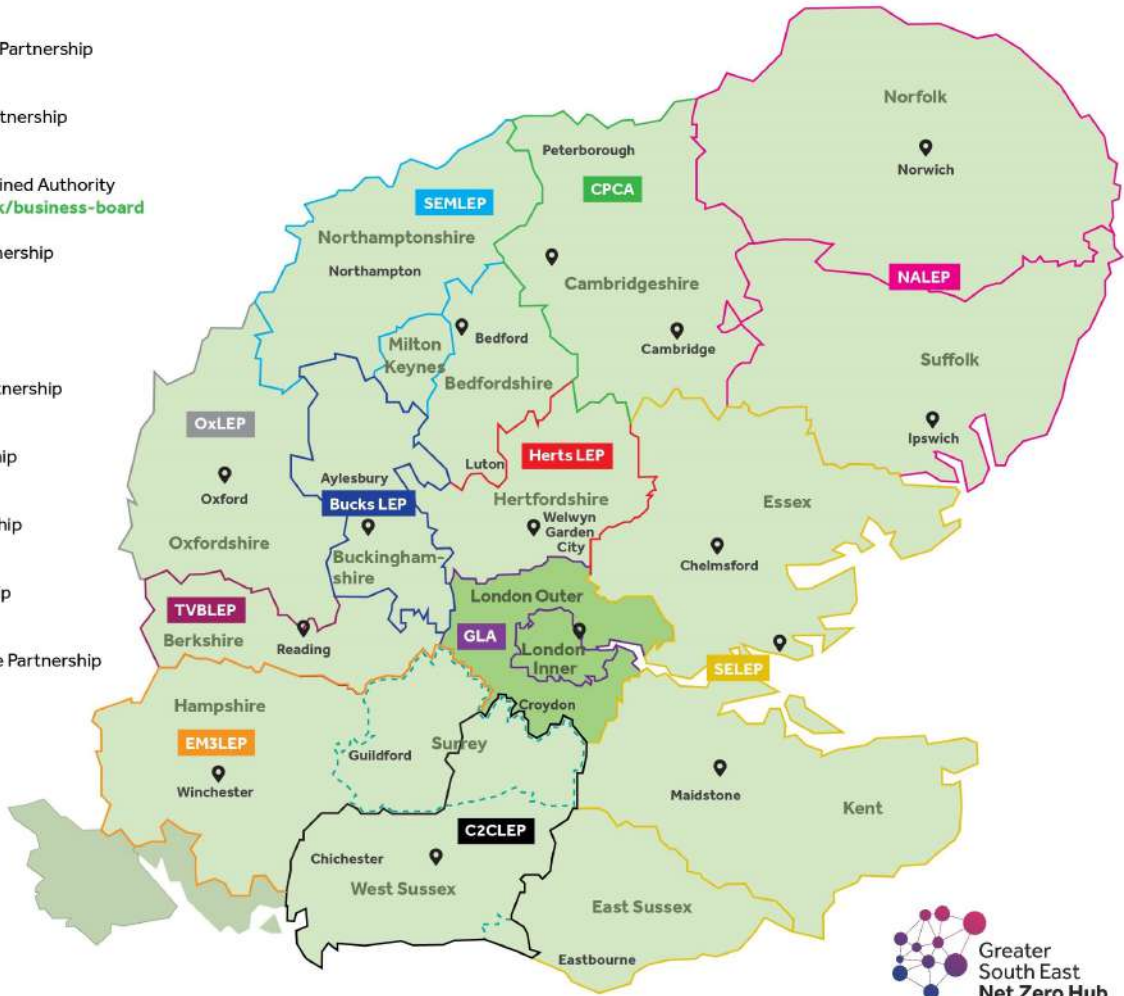 Partnership
tnership
ined Authority
k/business-board
nership
tnership
ip
hip
p
e Partnership
Norfolk
Norwich
Peterborough
CPCA
SEMLEP
Northamptonshire
Northampton
Cambridgeshire
NALEP
Bedford
Milton
Keynes
Cambridge
Suffolk
Bedfordshire
OxLEP
Ipswich
Herts LEP
Luton
Aylesbury
Oxford
Bucks LEP
Hertfordshire
Essex
Welwyn
Garden
City
Oxfordshire
Buckingham-
shire
Chelmsford
London Outer
TVBLEP
Berkshire
Reading
GLA
London
Inner
SELEP
Hampshire
Croydon
EM3LEP
Surrey
Guildford
Winchester
Maidstone
Kent
C2CLEP
Chichester
West Sussex
East Sussex
Eastbourne
Greater
South East
Net Zero Hub